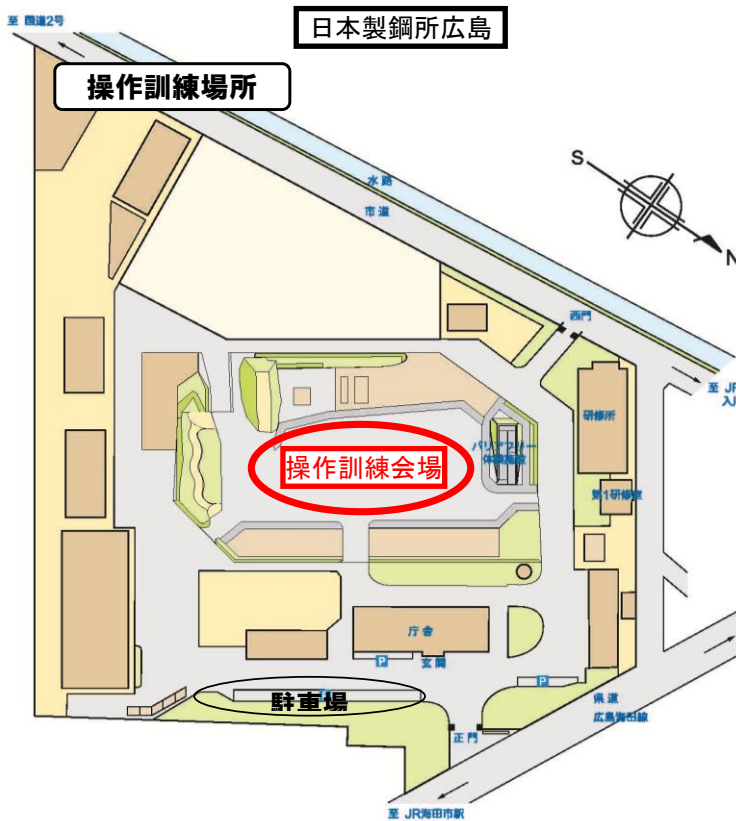 至 国道2号
日本製鋼所広島
操作訓練場所
S
水路
市道
N
西門
至 JR
入
研修所
バリアフリー
体験施設
操作訓練会場
第1研修室
庁舎
P
玄関
P
駐車場
県道
広島海田線
正門
至 JR海田市駅